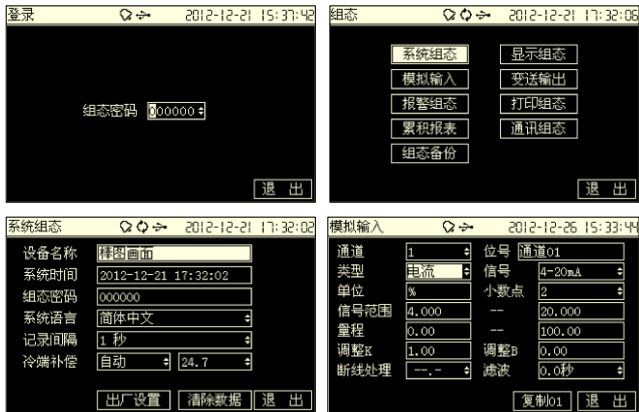 登录 2012-12-21 15:37:42
组态密码 000000
退 出
组态 2012-12-21 17:32:06
系统组态 显示组态
模拟输入 变送输出
报警组态 打印组态
累积报表 通讯组态
组态备份
退 出
系统组态 2012-12-21 17:32:02
设备名称 棒图画面
系统时间 2012-12-21 17:32:02
组态密码 000000
系统语言 简体中文
记录间隔 1 秒
冷端补偿 自动 24.7
出厂设置 清除数据 退 出
模拟输入 2012-12-26 15:33:44
通道 1 位号 通道01
类型 电流 信号 4-20mA
单位 % 小数点 2
信号范围 4.000 -- 20.000
量程 0.00 -- 100.00
调整K 1.00 调整B 0.00
断线处理 --.- 滤波 0.0秒
复制01 退 出